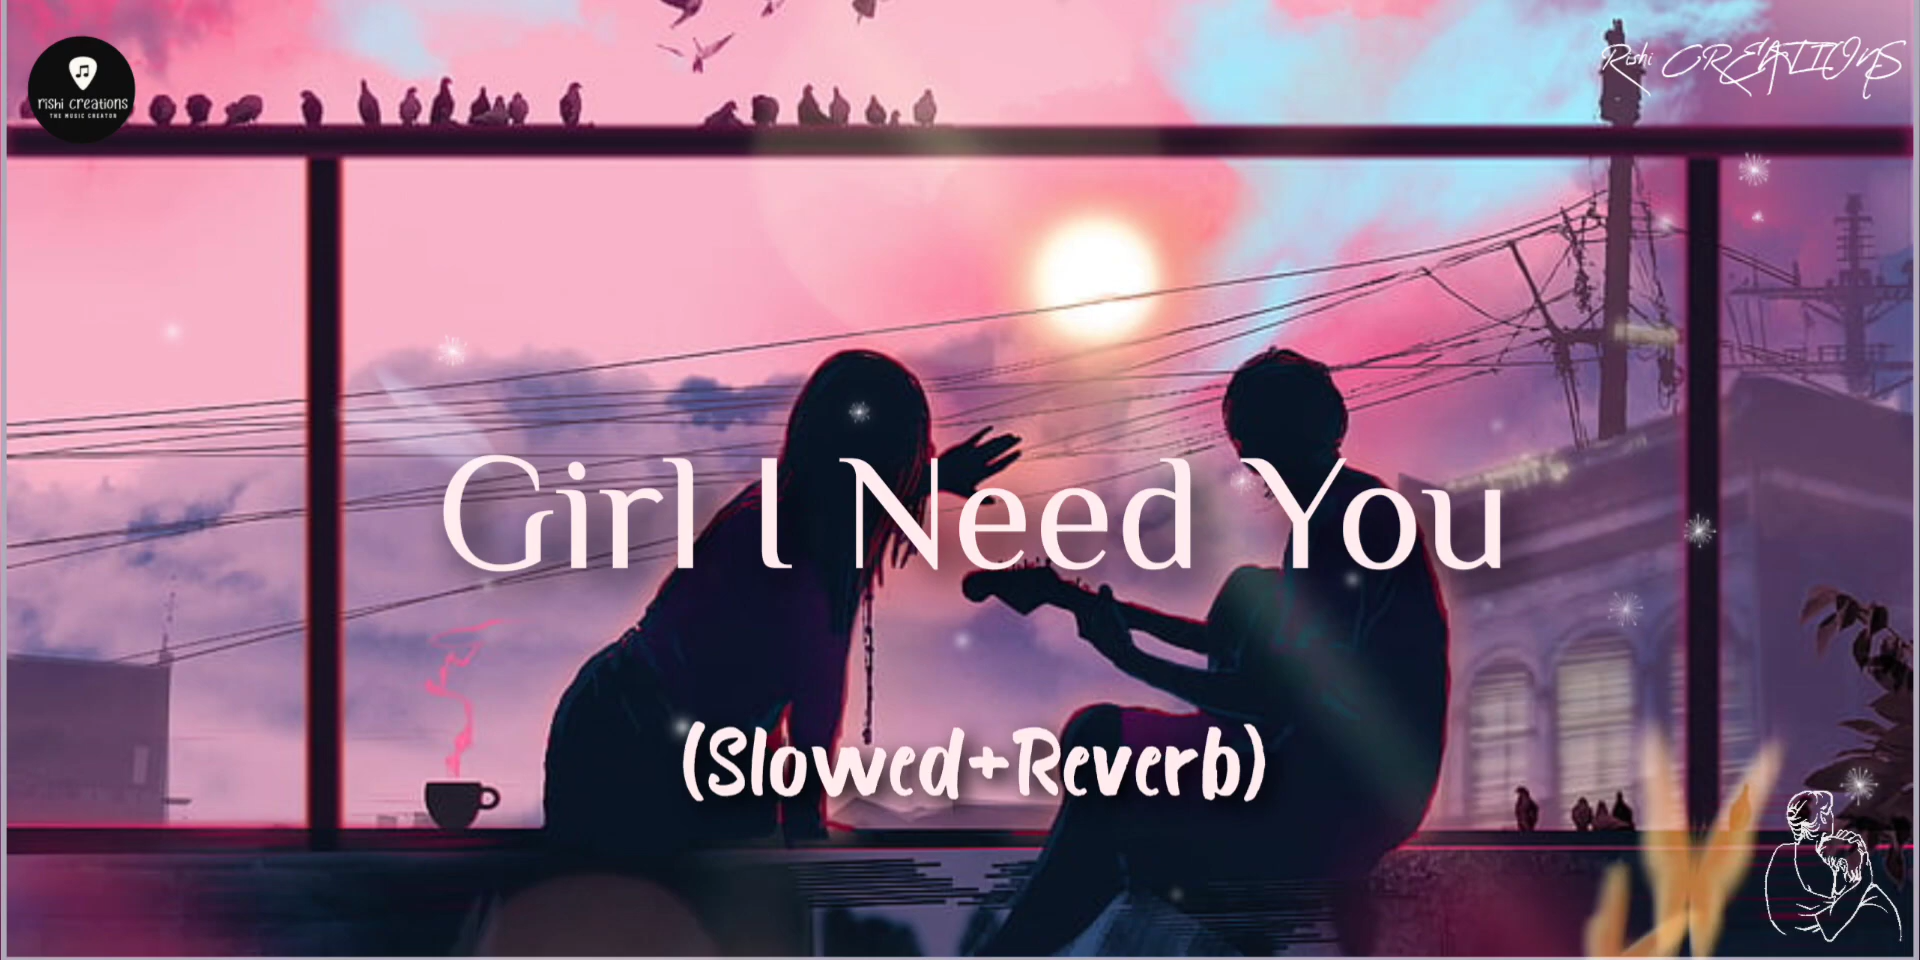 rishi creations
THE MUSIC CREATOR
Rishi CREATIONS
Girl I Need You
(Slowed+Reverb)